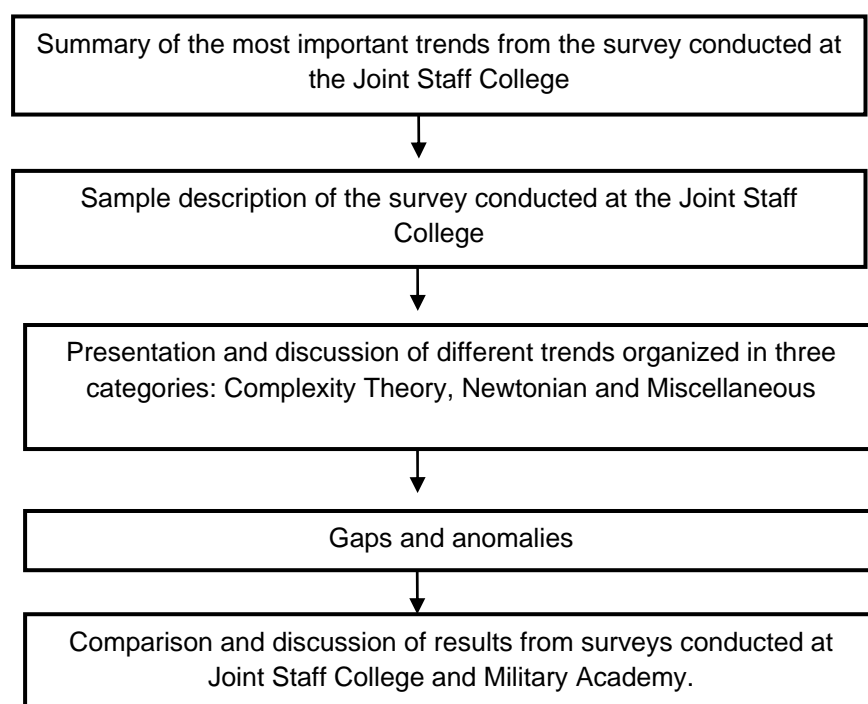 Summary of the most important trends from the survey conducted at
the Joint Staff College
Sample description of the survey conducted at the Joint Staff
College
Presentation and discussion of different trends organized in three
categories: Complexity Theory, Newtonian and Miscellaneous
Gaps and anomalies
Comparison and discussion of results from surveys conducted at
Joint Staff College and Military Academy.